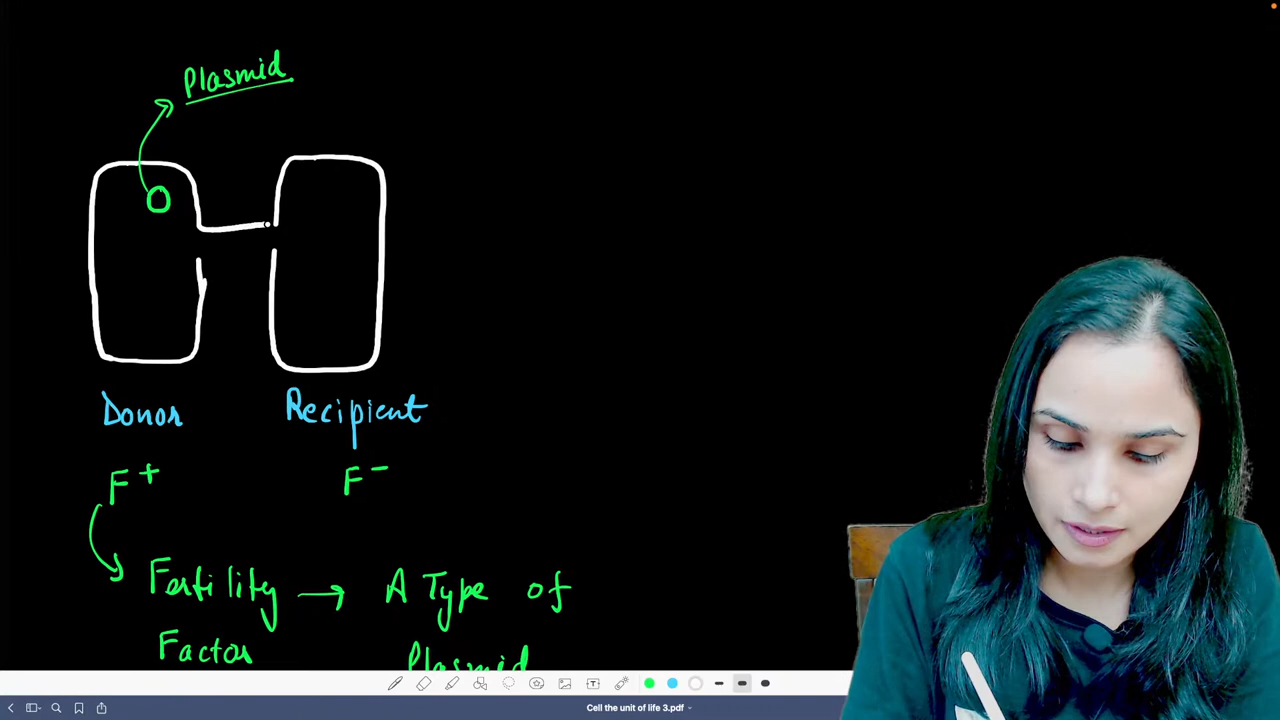 Plasmid
Donor Recipient
F+ F-
Fertility → A Type of
Factor Plasmid
Cell the unit of life 3.pdf